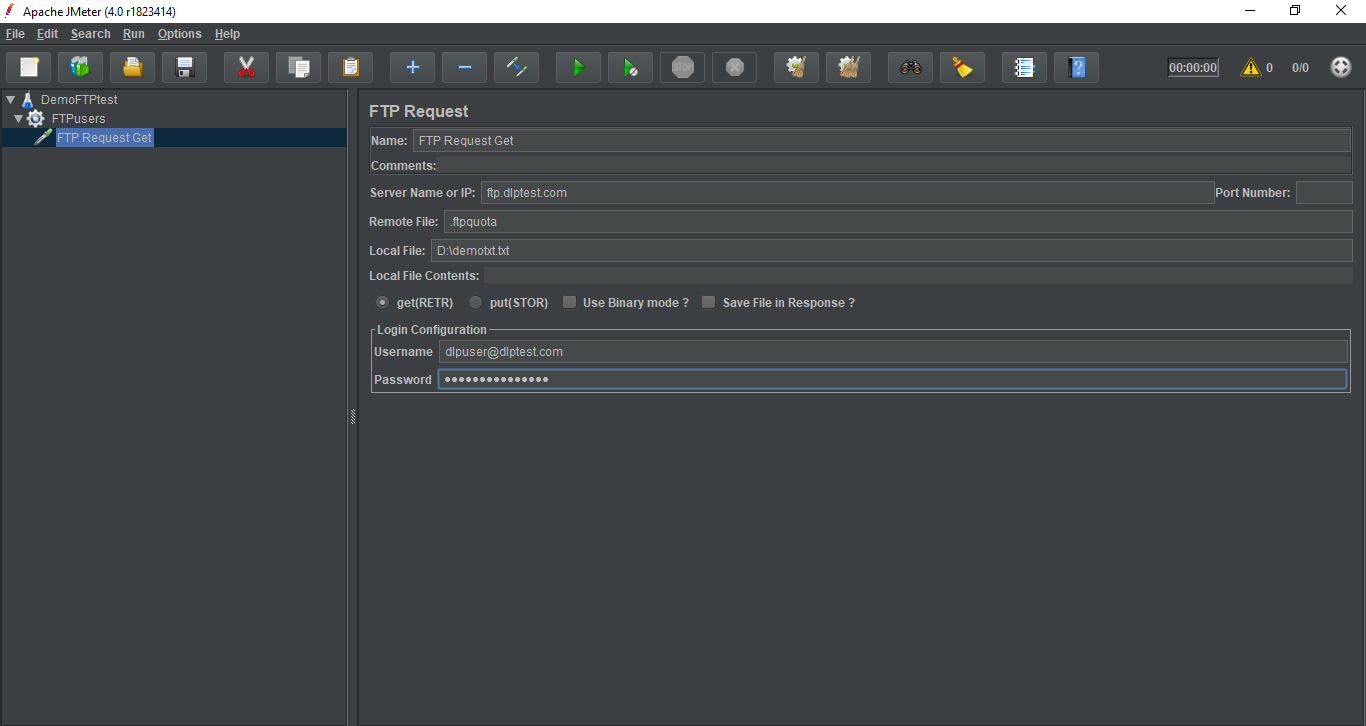 Apache JMeter (4.0 r1823414)
File Edit Search Run Options Help
STOP 00:00:00 0 0/0
DemoFTPtest
FTPusers
FTP Request Get
FTP Request
Name: FTP Request Get
Comments:
Server Name or IP: ftp.dlptest.com Port Number:
Remote File: .ftpquota
Local File: D:\demotxt.txt
Local File Contents:
get(RETR) put(STOR) Use Binary mode ? Save File in Response ?
Login Configuration
Username dlpuser@dlptest.com
Password •••••••••••••••